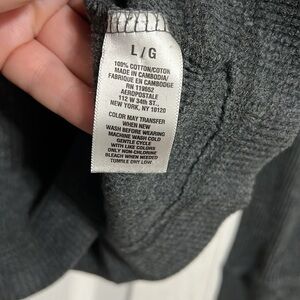 L/G
100% COTTON/COTON
MADE IN CAMBODIA/
FABRIQUE EN CAMBODGE
RN 119652
AEROPOSTALE
112 W 34th ST.,
NEW YORK, NY 10120
COLOR MAY TRANSFER
WHEN NEW
WASH BEFORE WEARING
MACHINE WASH COLD
GENTLE CYCLE
WITH LIKE COLORS
ONLY NON-CHLORINE
BLEACH WHEN NEEDED
TUMBLE DRY LOW